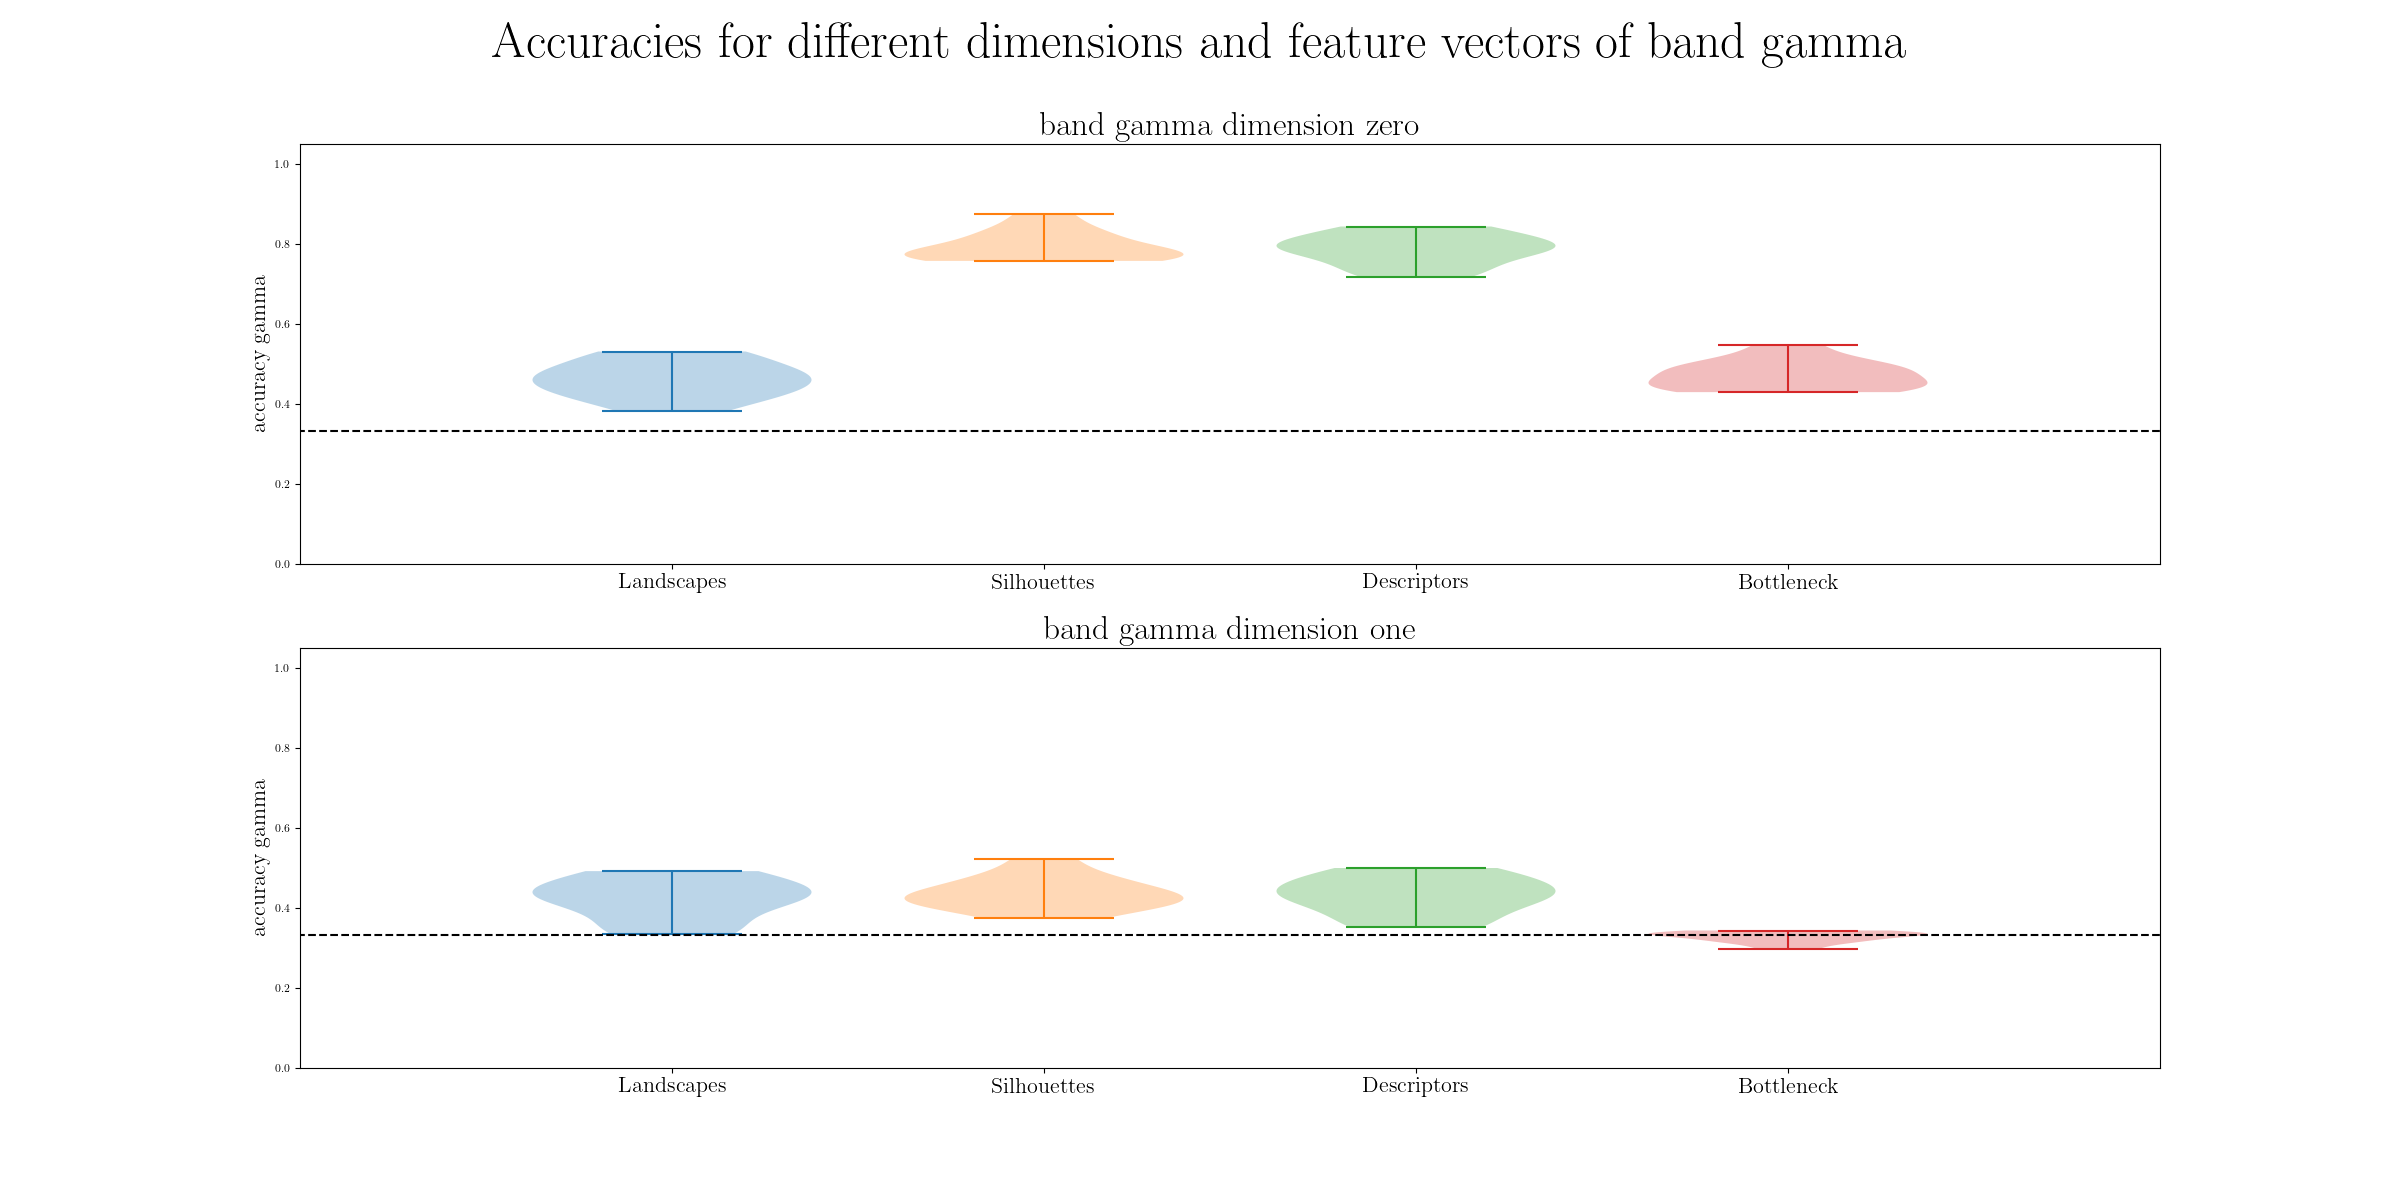 Accuracies for different dimensions and feature vectors of band gamma
band gamma dimension zero
accuracy gamma
1.0
0.8
0.6
0.4
0.2
0.0
Landscapes Silhouettes Descriptors Bottleneck
band gamma dimension one
accuracy gamma
1.0
0.8
0.6
0.4
0.2
0.0
Landscapes Silhouettes Descriptors Bottleneck